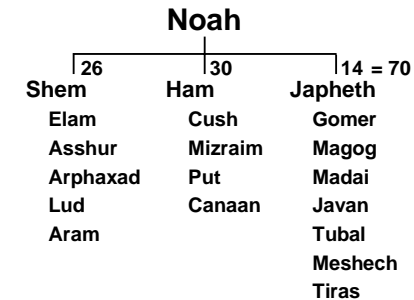 Noah
26 30 14 = 70
Shem Ham Japheth
Elam Cush Gomer
Asshur Mizraim Magog
Arphaxad Put Madai
Lud Canaan Javan
Aram Tubal
Meshech
Tiras